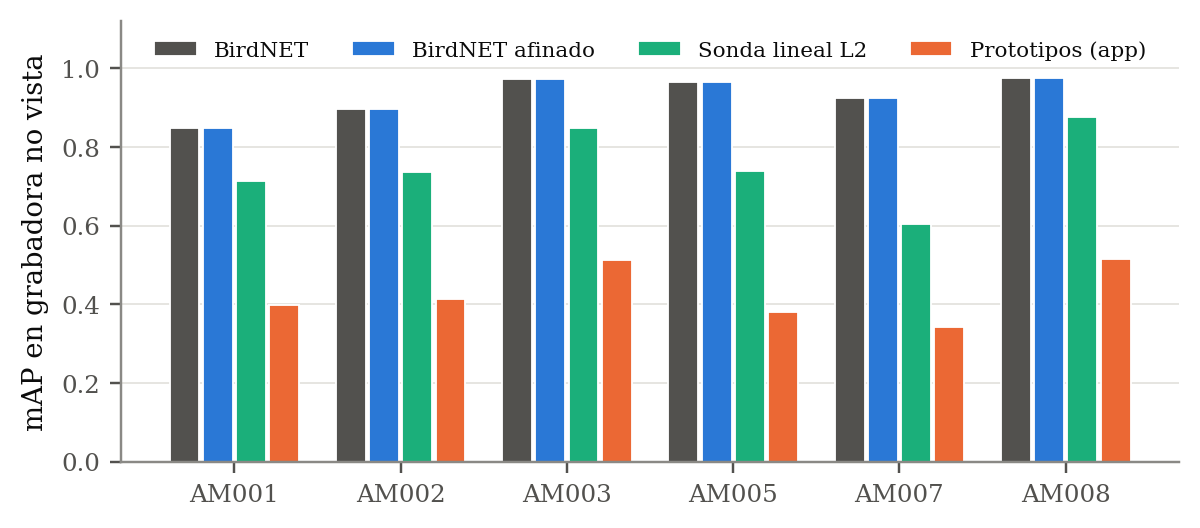 BirdNET
BirdNET afinado
Sonda lineal L2
Prototipos (app)
mAP en grabadora no vista
1.0
0.8
0.6
0.4
0.2
0.0
AM001
AM002
AM003
AM005
AM007
AM008